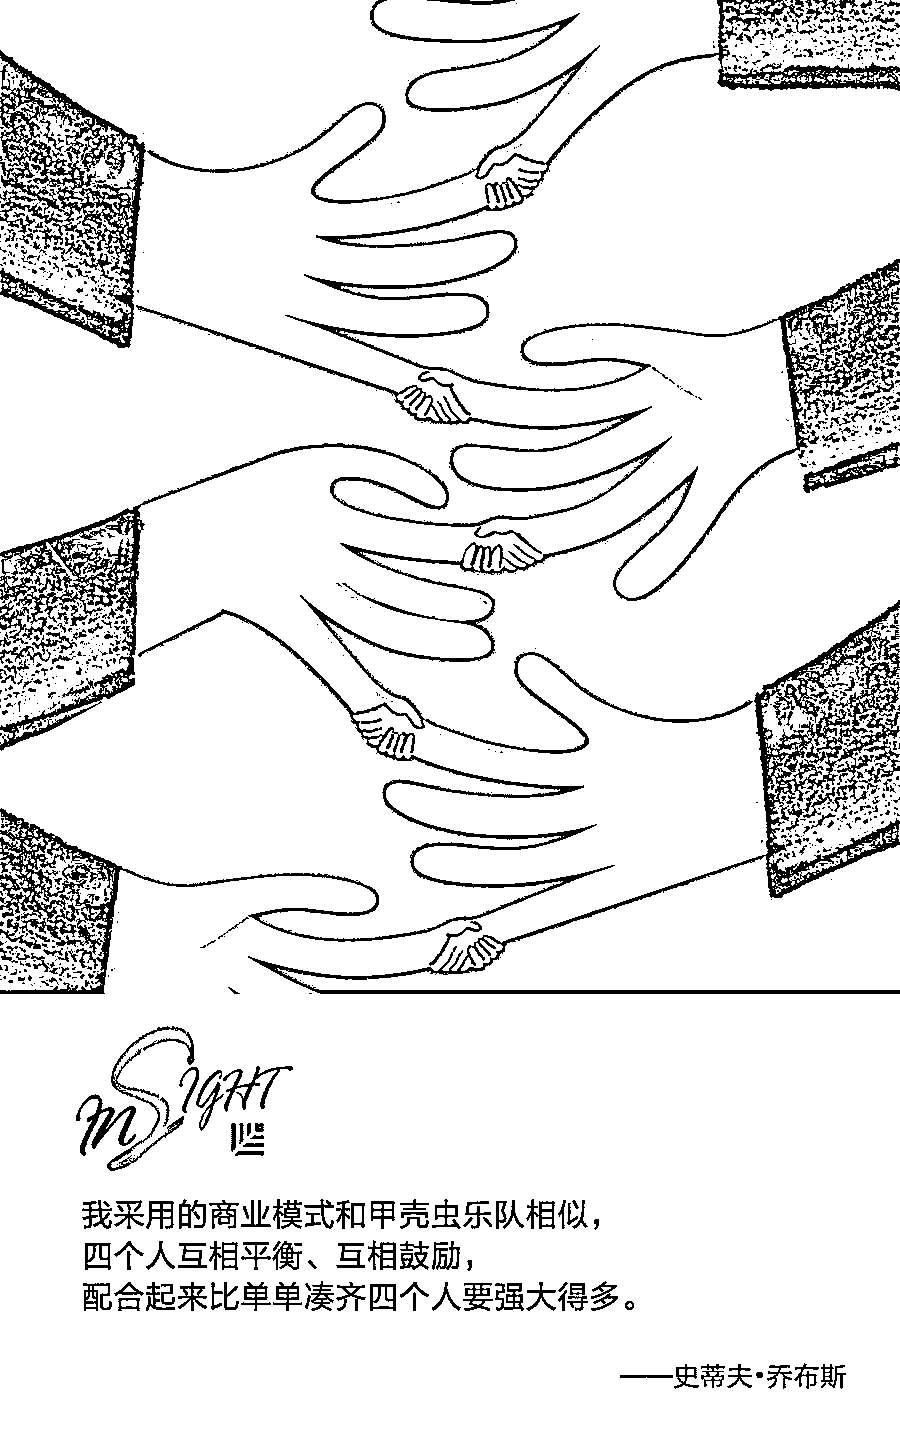 inSIGHT
我采用的商业模式和甲壳虫乐队相似，
四个人互相平衡、互相鼓励，
配合起来比单单凑齐四个人要强大得多。
——史蒂夫•乔布斯